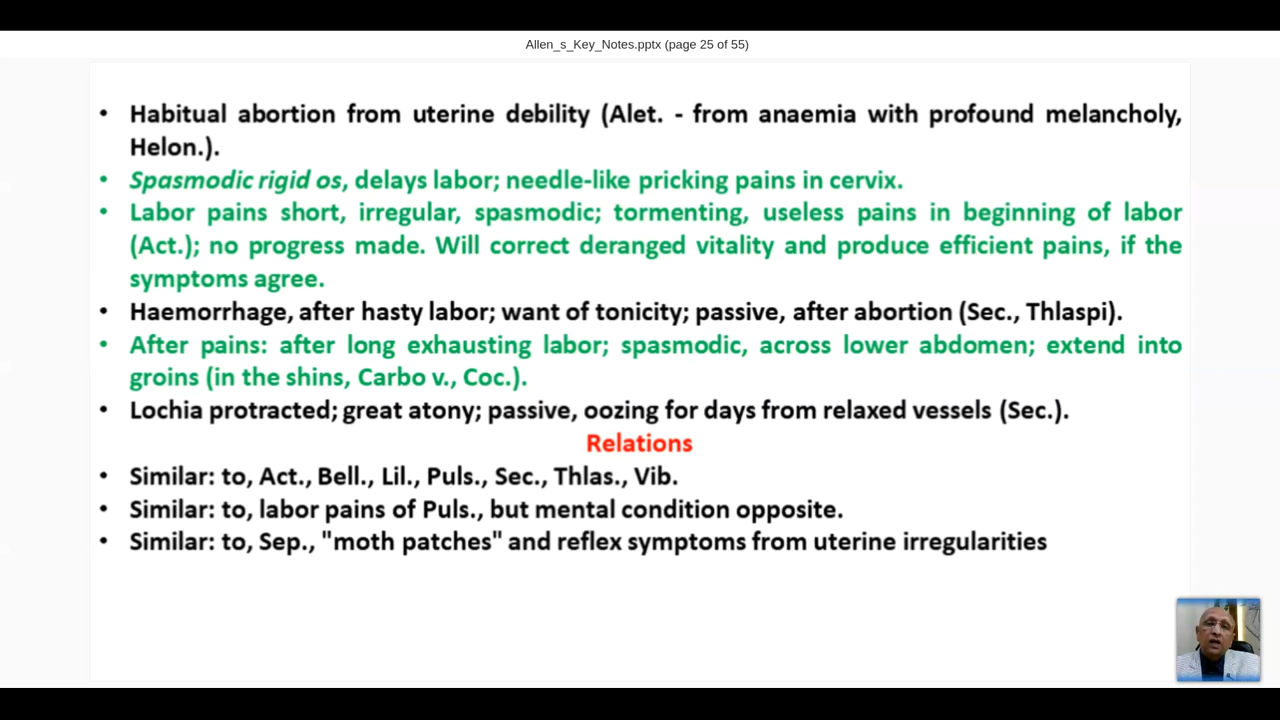 Allen_s_Key_Notes.pptx (page 25 of 55)
• Habitual abortion from uterine debility (Alet. - from anaemia with profound melancholy,
Helon.).
• Spasmodic rigid os, delays labor; needle-like pricking pains in cervix.
• Labor pains short, irregular, spasmodic; tormenting, useless pains in beginning of labor
(Act.); no progress made. Will correct deranged vitality and produce efficient pains, if the
symptoms agree.
• Haemorrhage, after hasty labor; want of tonicity; passive, after abortion (Sec., Thlaspi).
• After pains: after long exhausting labor; spasmodic, across lower abdomen; extend into
groins (in the shins, Carbo v., Coc.).
• Lochia protracted; great atony; passive, oozing for days from relaxed vessels (Sec.).
Relations
• Similar: to, Act., Bell., Lil., Puls., Sec., Thlas., Vib.
• Similar: to, labor pains of Puls., but mental condition opposite.
• Similar: to, Sep., "moth patches" and reflex symptoms from uterine irregularities